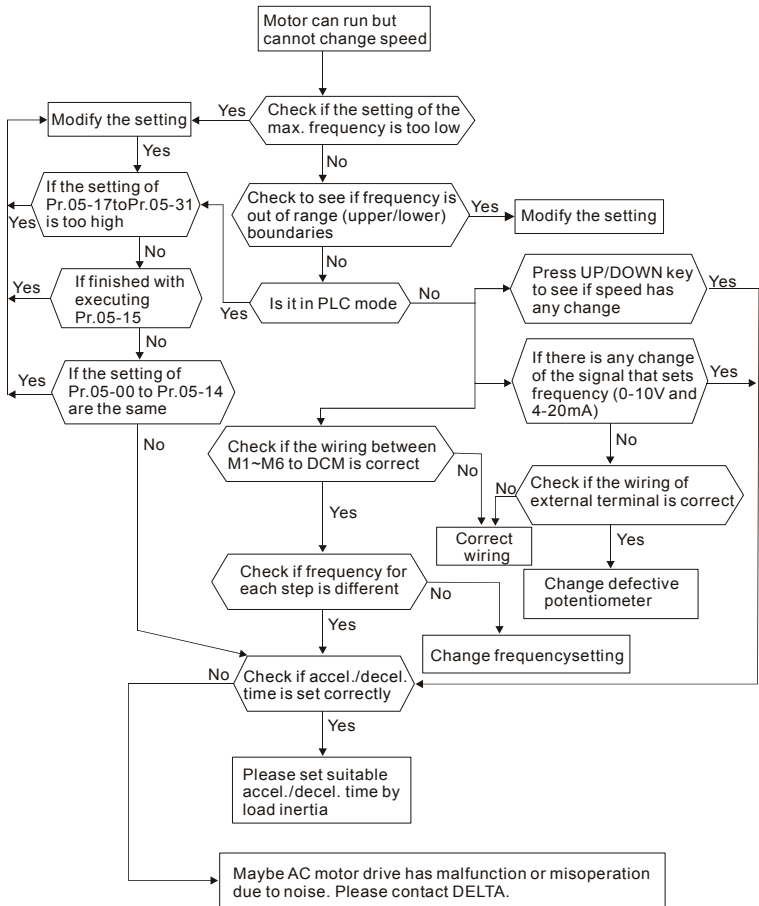 Motor can run but
cannot change speed
Yes
Check if the setting of the
max. frequency is too low
Modify the setting
Yes
No
If the setting of
Pr.05-17toPr.05-31
is too high
Yes
Check to see if frequency is
out of range (upper/lower)
boundaries
Yes
Modify the setting
No
No
Yes
If finished with
executing
Pr.05-15
Yes
Is it in PLC mode
No
Press UP/DOWN key
to see if speed has
any change
Yes
No
Yes
If the setting of
Pr.05-00 to Pr.05-14
are the same
If there is any change
of the signal that sets
frequency (0-10V and
4-20mA)
Yes
No
Check if the wiring between
M1~M6 to DCM is correct
No
No
No
Check if the wiring of
external terminal is correct
Yes
Correct
wiring
Yes
Check if frequency for
each step is different
No
Change defective
potentiometer
Yes
Change frequencysetting
No
Check if accel./decel.
time is set correctly
Yes
Please set suitable
accel./decel. time by
load inertia
Maybe AC motor drive has malfunction or misoperation
due to noise. Please contact DELTA.